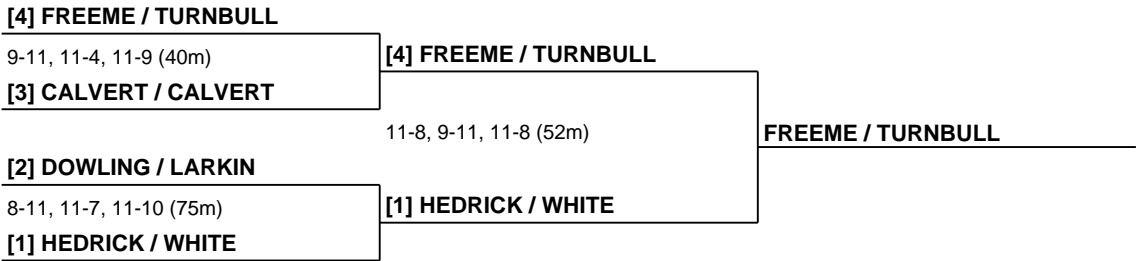 [4] FREEME / TURNBULL
9-11, 11-4, 11-9 (40m)
[4] FREEME / TURNBULL
[3] CALVERT / CALVERT
11-8, 9-11, 11-8 (52m)
FREEME / TURNBULL
[2] DOWLING / LARKIN
8-11, 11-7, 11-10 (75m)
[1] HEDRICK / WHITE
[1] HEDRICK / WHITE